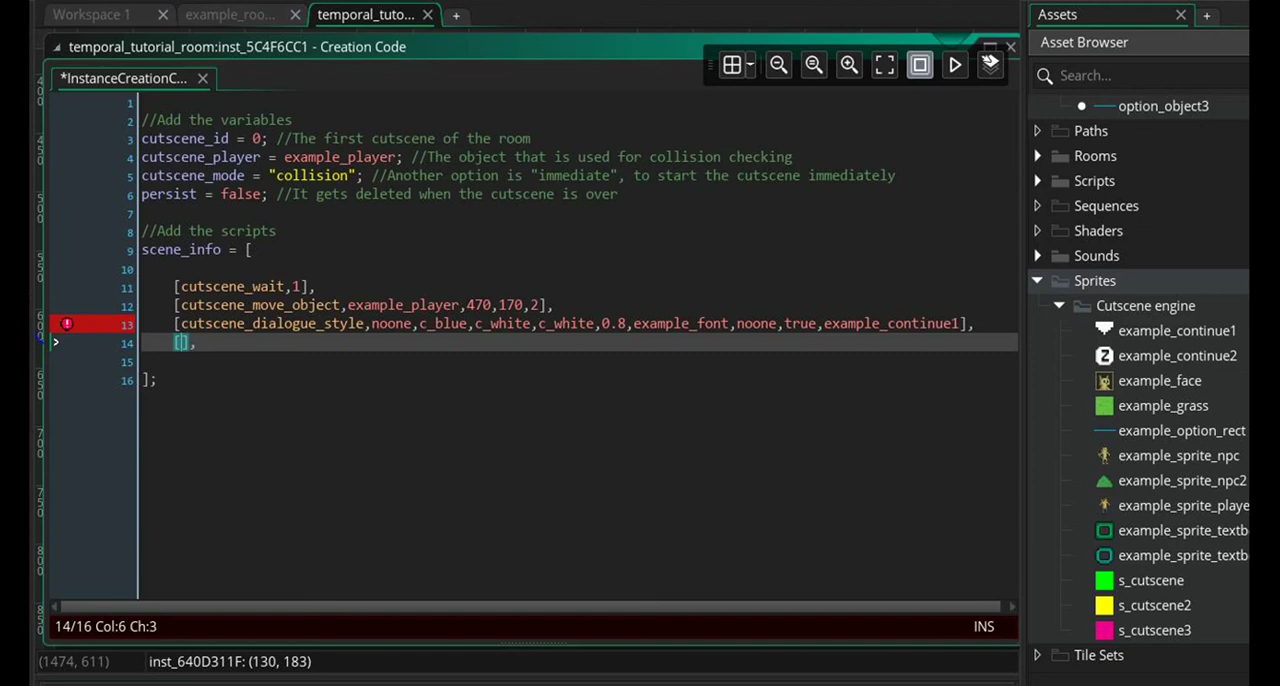 Workspace 1
example_roo...
temporal_tuto...
temporal_tutorial_room:inst_5C4F6CC1 - Creation Code
*InstanceCreationC...
1
2 //Add the variables
3 cutscene_id = 0; //The first cutscene of the room
4 cutscene_player = example_player; //The object that is used for collision checking
5 cutscene_mode = "collision"; //Another option is "immediate", to start the cutscene immediately
6 persist = false; //It gets deleted when the cutscene is over
7
8 //Add the scripts
9 scene_info = [
10
11 [cutscene_wait,1],
12 [cutscene_move_object,example_player,470,170,2],
13 [cutscene_dialogue_style,noone,c_blue,c_white,c_white,0.8,example_font,noone,true,example_continue1],
14 [],
15
16 ];
14/16 Col:6 Ch:3
INS
(1474, 611)
inst_640D311F: (130, 183)
Assets
Asset Browser
Search...
option_object3
Paths
Rooms
Scripts
Sequences
Shaders
Sounds
Sprites
Cutscene engine
example_continue1
example_continue2
example_face
example_grass
example_option_rect
example_sprite_npc
example_sprite_npc2
example_sprite_playe
example_sprite_textb
example_sprite_textb
s_cutscene
s_cutscene2
s_cutscene3
Tile Sets